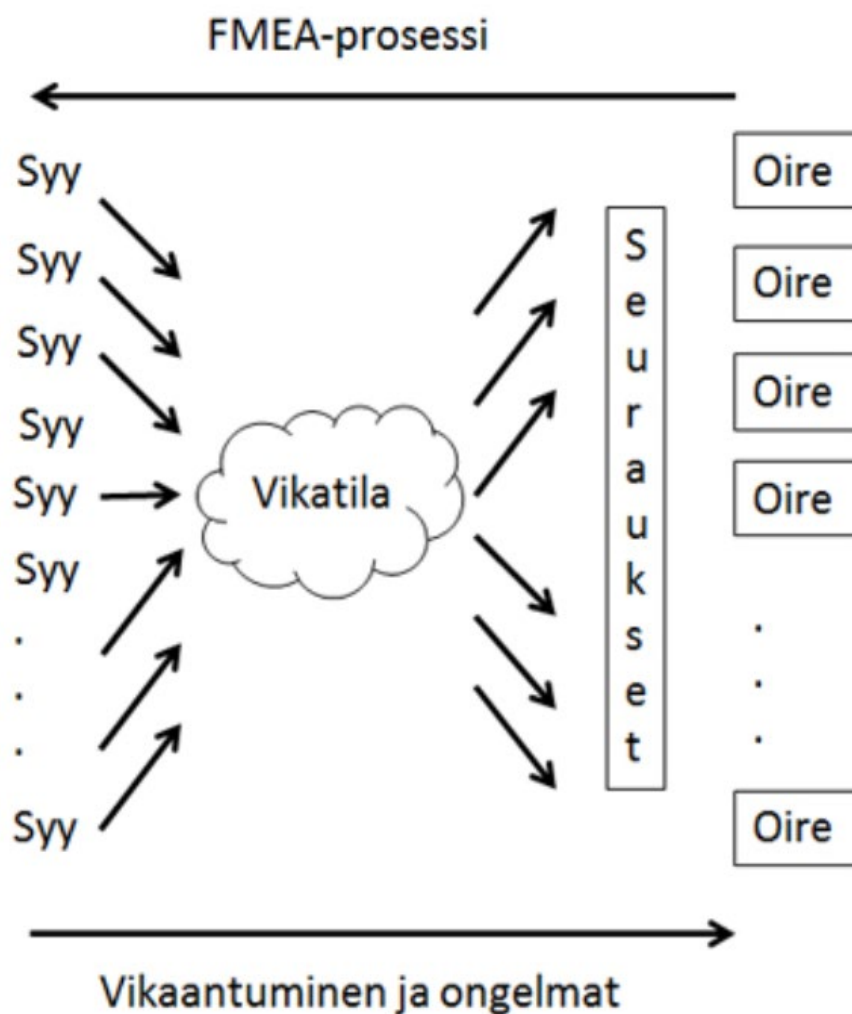 FMEA-prosessi
Syy
Syy
Syy
Syy
Syy
Syy
.
.
.
Syy
Vikatila
Seuraukset
Oire
Oire
Oire
Oire
.
.
.
Oire
Vikaantuminen ja ongelmat